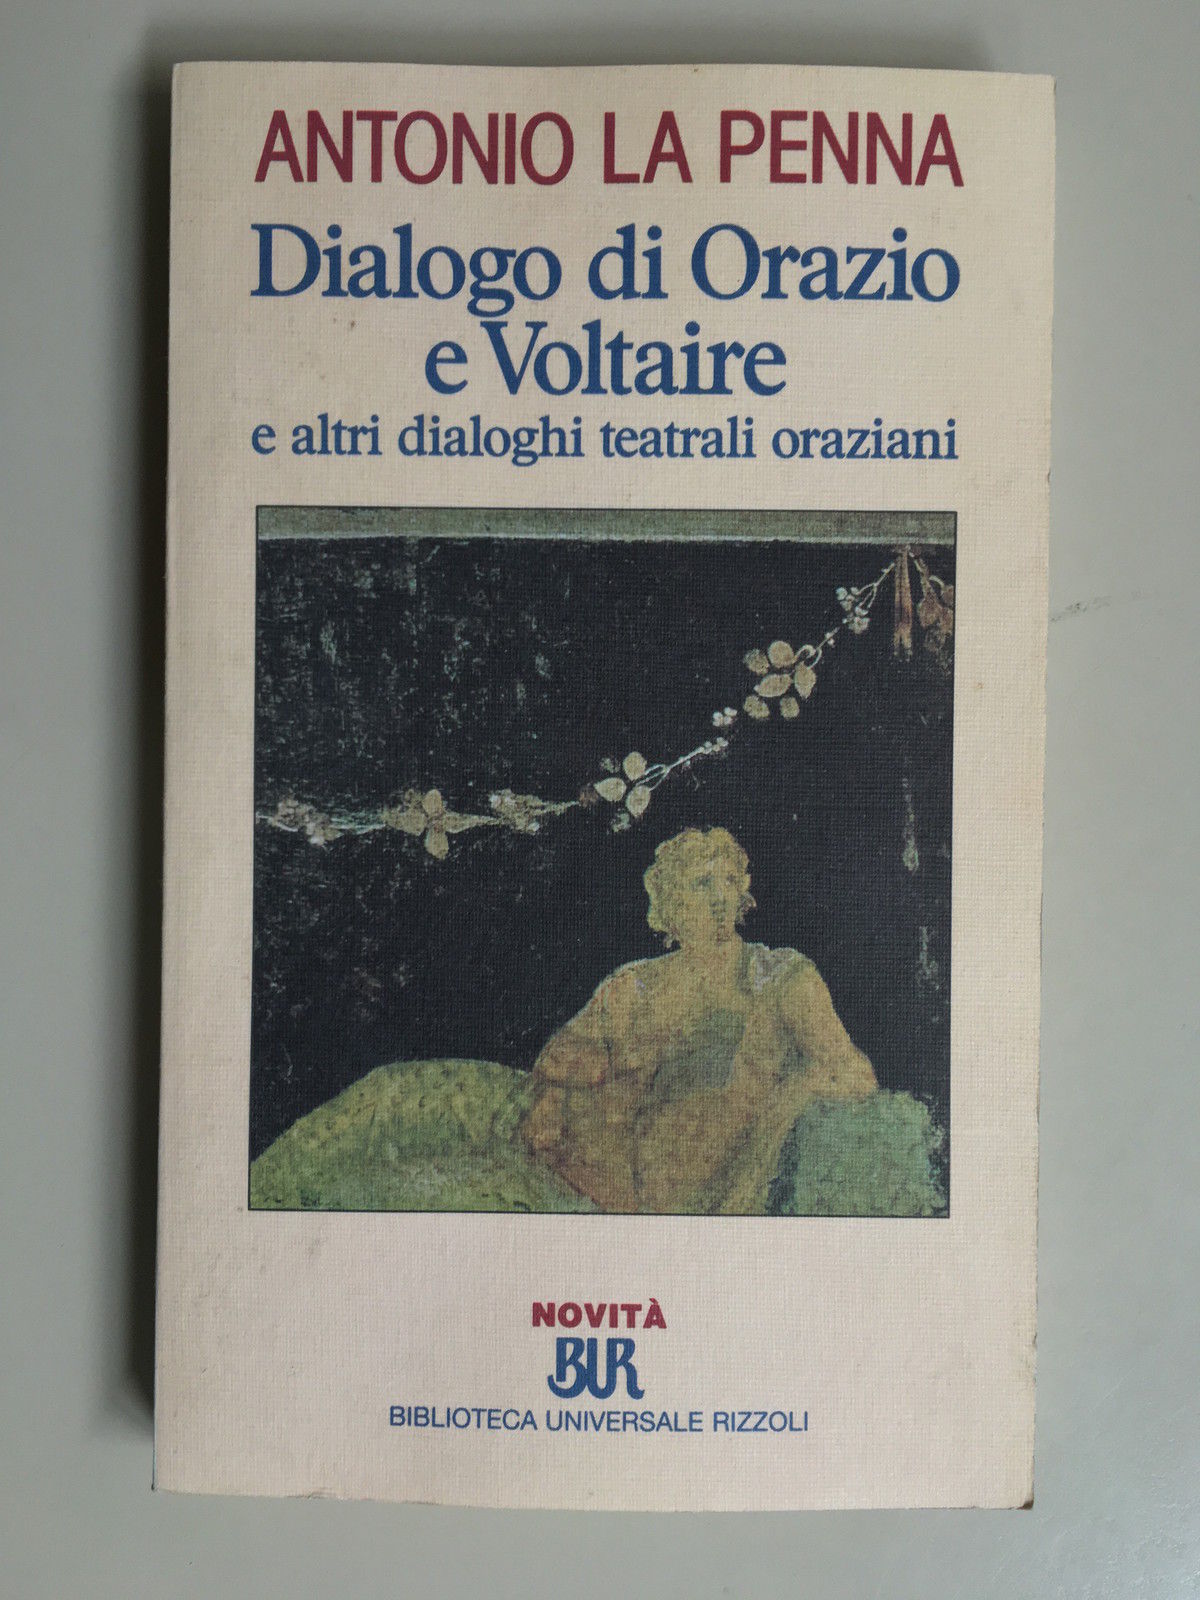 ANTONIO LA PENNA
Dialogo di Orazio
e Voltaire
e altri dialoghi teatrali oraziani
NOVITÀ
BUR
BIBLIOTECA UNIVERSALE RIZZOLI